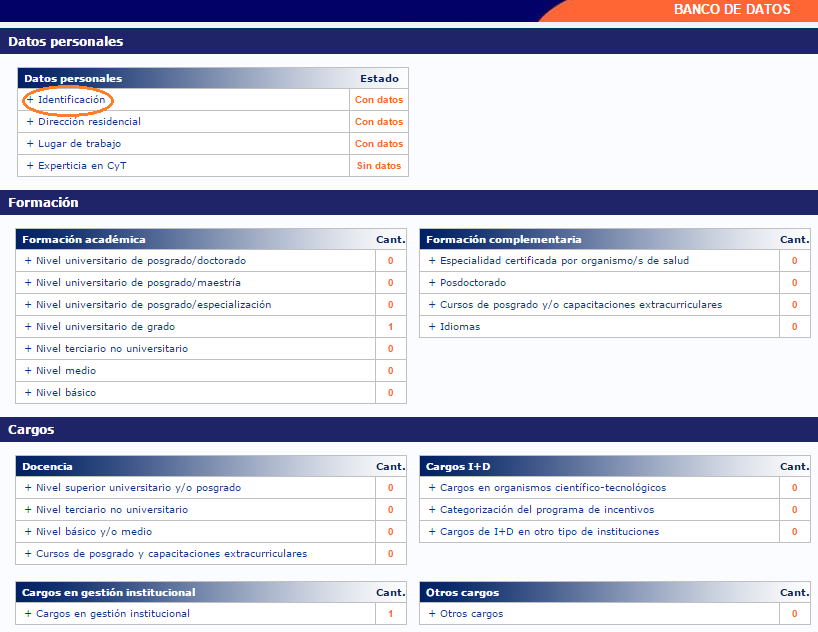 BANCO DE DATOS
Datos personales
Datos personales Estado
+ Identificación Con datos
+ Dirección residencial Con datos
+ Lugar de trabajo Con datos
+ Experticia en CyT Sin datos
Formación
Formación académica Cant.
+ Nivel universitario de posgrado/doctorado 0
+ Nivel universitario de posgrado/maestría 0
+ Nivel universitario de posgrado/especialización 0
+ Nivel universitario de grado 1
+ Nivel terciario no universitario 0
+ Nivel medio 0
+ Nivel básico 0
Formación complementaria Cant.
+ Especialidad certificada por organismo/s de salud 0
+ Posdoctorado 0
+ Cursos de posgrado y/o capacitaciones extracurriculares 0
+ Idiomas 0
Cargos
Docencia Cant.
+ Nivel superior universitario y/o posgrado 0
+ Nivel terciario no universitario 0
+ Nivel básico y/o medio 0
+ Cursos de posgrado y capacitaciones extracurriculares 0
Cargos I+D Cant.
+ Cargos en organismos científico-tecnológicos 0
+ Categorización del programa de incentivos 0
+ Cargos de I+D en otro tipo de instituciones 0
Cargos en gestión institucional Cant.
+ Cargos en gestión institucional 1
Otros cargos Cant.
+ Otros cargos 0